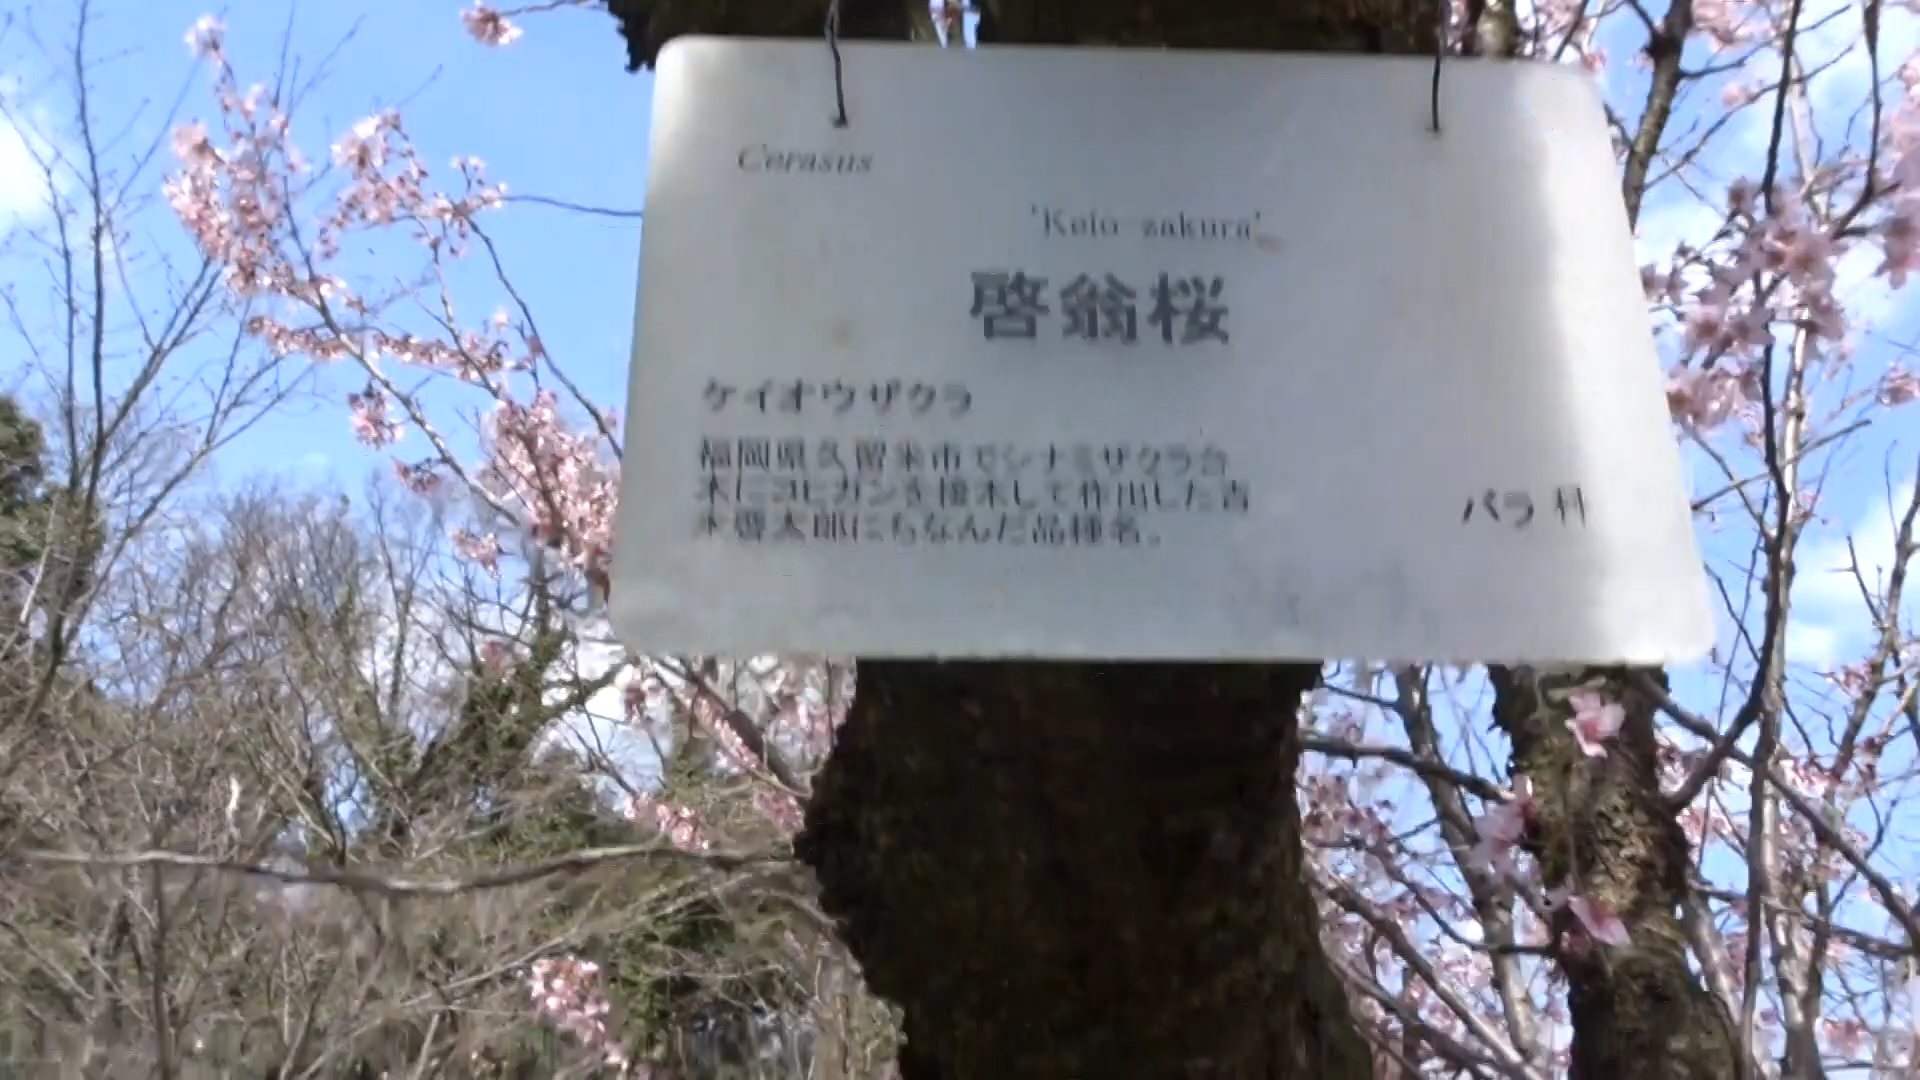 Cerasus
'Keio-zakura'
啓翁桜
ケイオウザクラ
福岡県久留米市でシナミザクラ台
木にコヒガンを接木して作出した吉
木啓太郎にちなんだ品種名。
バラ科